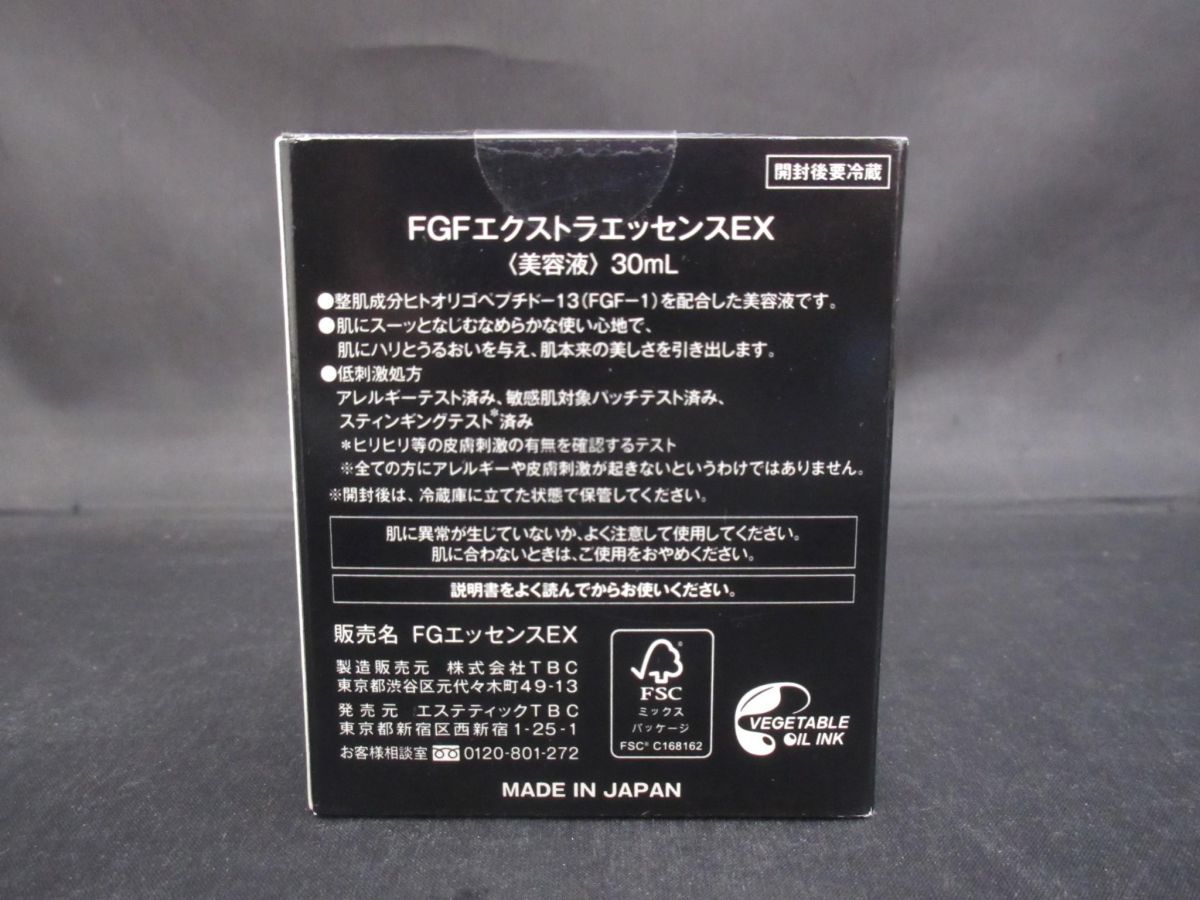 開封後要冷蔵
FGFエクストラエッセンスEX
〈美容液〉30mL
●整肌成分ヒトオリゴペプチド-13(FGF-1)を配合した美容液です。
●肌にスーッとなじむなめらかな使い心地で、
肌にハリとうるおいを与え、肌本来の美しさを引き出します。
●低刺激処方
アレルギーテスト済み、敏感肌対象パッチテスト済み、
スティンギングテスト*済み
*ヒリヒリ等の皮膚刺激の有無を確認するテスト
※全ての方にアレルギーや皮膚刺激が起きないというわけではありません。
※開封後は、冷蔵庫に立てた状態で保管してください。
肌に異常が生じていないか、よく注意して使用してください。
肌に合わないときは、ご使用をおやめください。
説明書をよく読んでからお使いください。
販売名 FGエッセンスEX
製造販売元 株式会社TBC
東京都渋谷区元代々木町49-13
発売元 エステティックTBC
東京都新宿区西新宿1-25-1
お客様相談室 0120-801-272
FSC
ミックス
パッケージ
FSC® C168162
VEGETABLE
OIL INK
MADE IN JAPAN